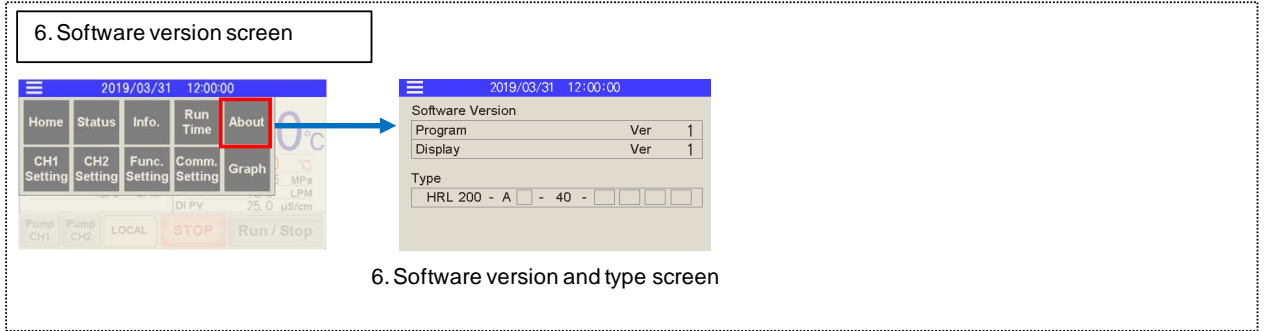 6. Software version screen
2019/03/31 12:00:00
Home Status Info. Run Time About
CH1 Setting CH2 Setting Func. Setting Comm. Setting Graph
0℃
℃
MPa
LPM
DI PV 25.0 µS/cm
Pump CH1 Pump CH2 LOCAL STOP Run / Stop
2019/03/31 12:00:00
Software Version
Program Ver 1
Display Ver 1
Type
HRL 200 - A - 40 -
6. Software version and type screen